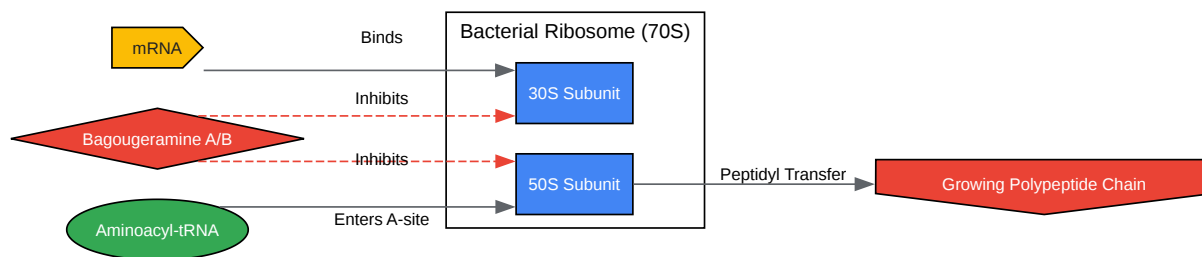 Bacterial Ribosome (70S)
mRNA
Binds
30S Subunit
Inhibits
Bagougeramine A/B
Inhibits
50S Subunit
Peptidyl Transfer
Growing Polypeptide Chain
Aminoacyl-tRNA
Enters A-site